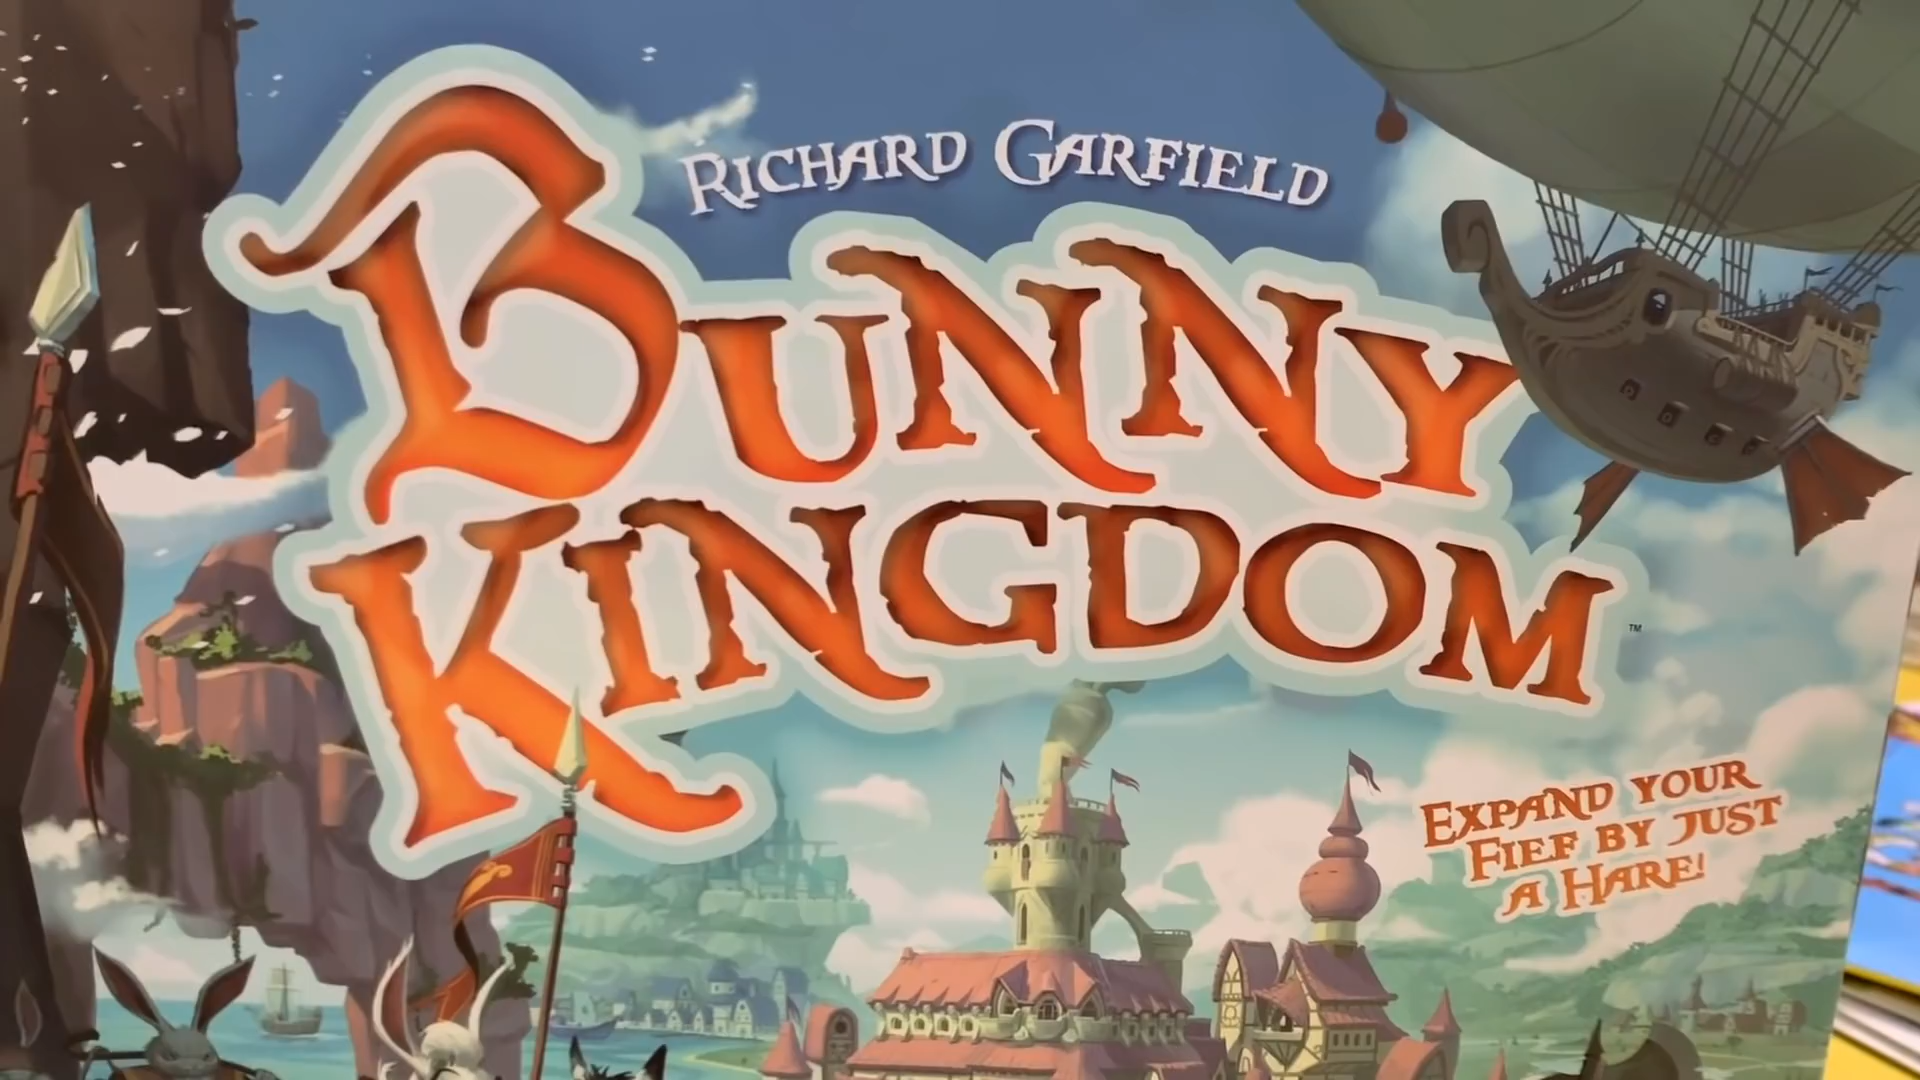 Richard Garfield
Bunny
Kingdom
™
Expand your
Fief by just
a Hare!